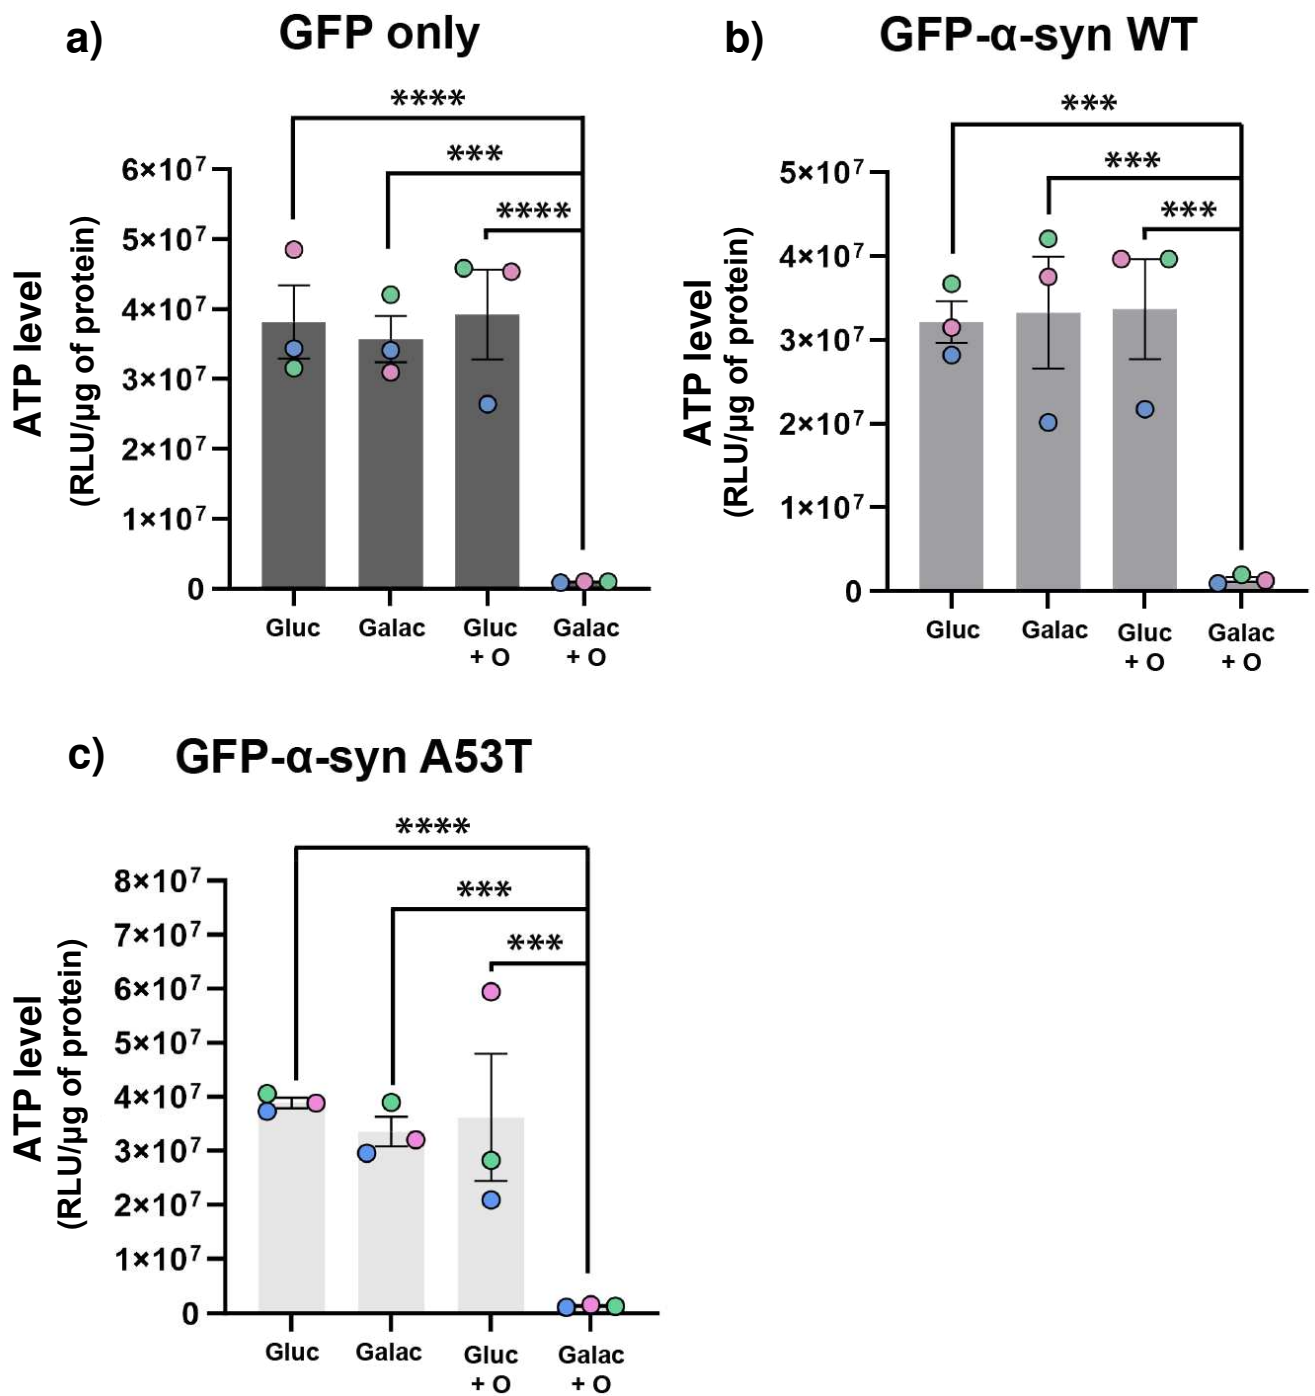 a) GFP only
****
***
****
6×10⁷
5×10⁷
4×10⁷
3×10⁷
2×10⁷
1×10⁷
0
ATP level
(RLU/µg of protein)
Gluc Galac Gluc + O Galac + O
b) GFP-α-syn WT
***
***
***
5×10⁷
4×10⁷
3×10⁷
2×10⁷
1×10⁷
0
ATP level
(RLU/µg of protein)
Gluc Galac Gluc + O Galac + O
c) GFP-α-syn A53T
****
***
***
8×10⁷
7×10⁷
6×10⁷
5×10⁷
4×10⁷
3×10⁷
2×10⁷
1×10⁷
0
ATP level
(RLU/µg of protein)
Gluc Galac Gluc + O Galac + O